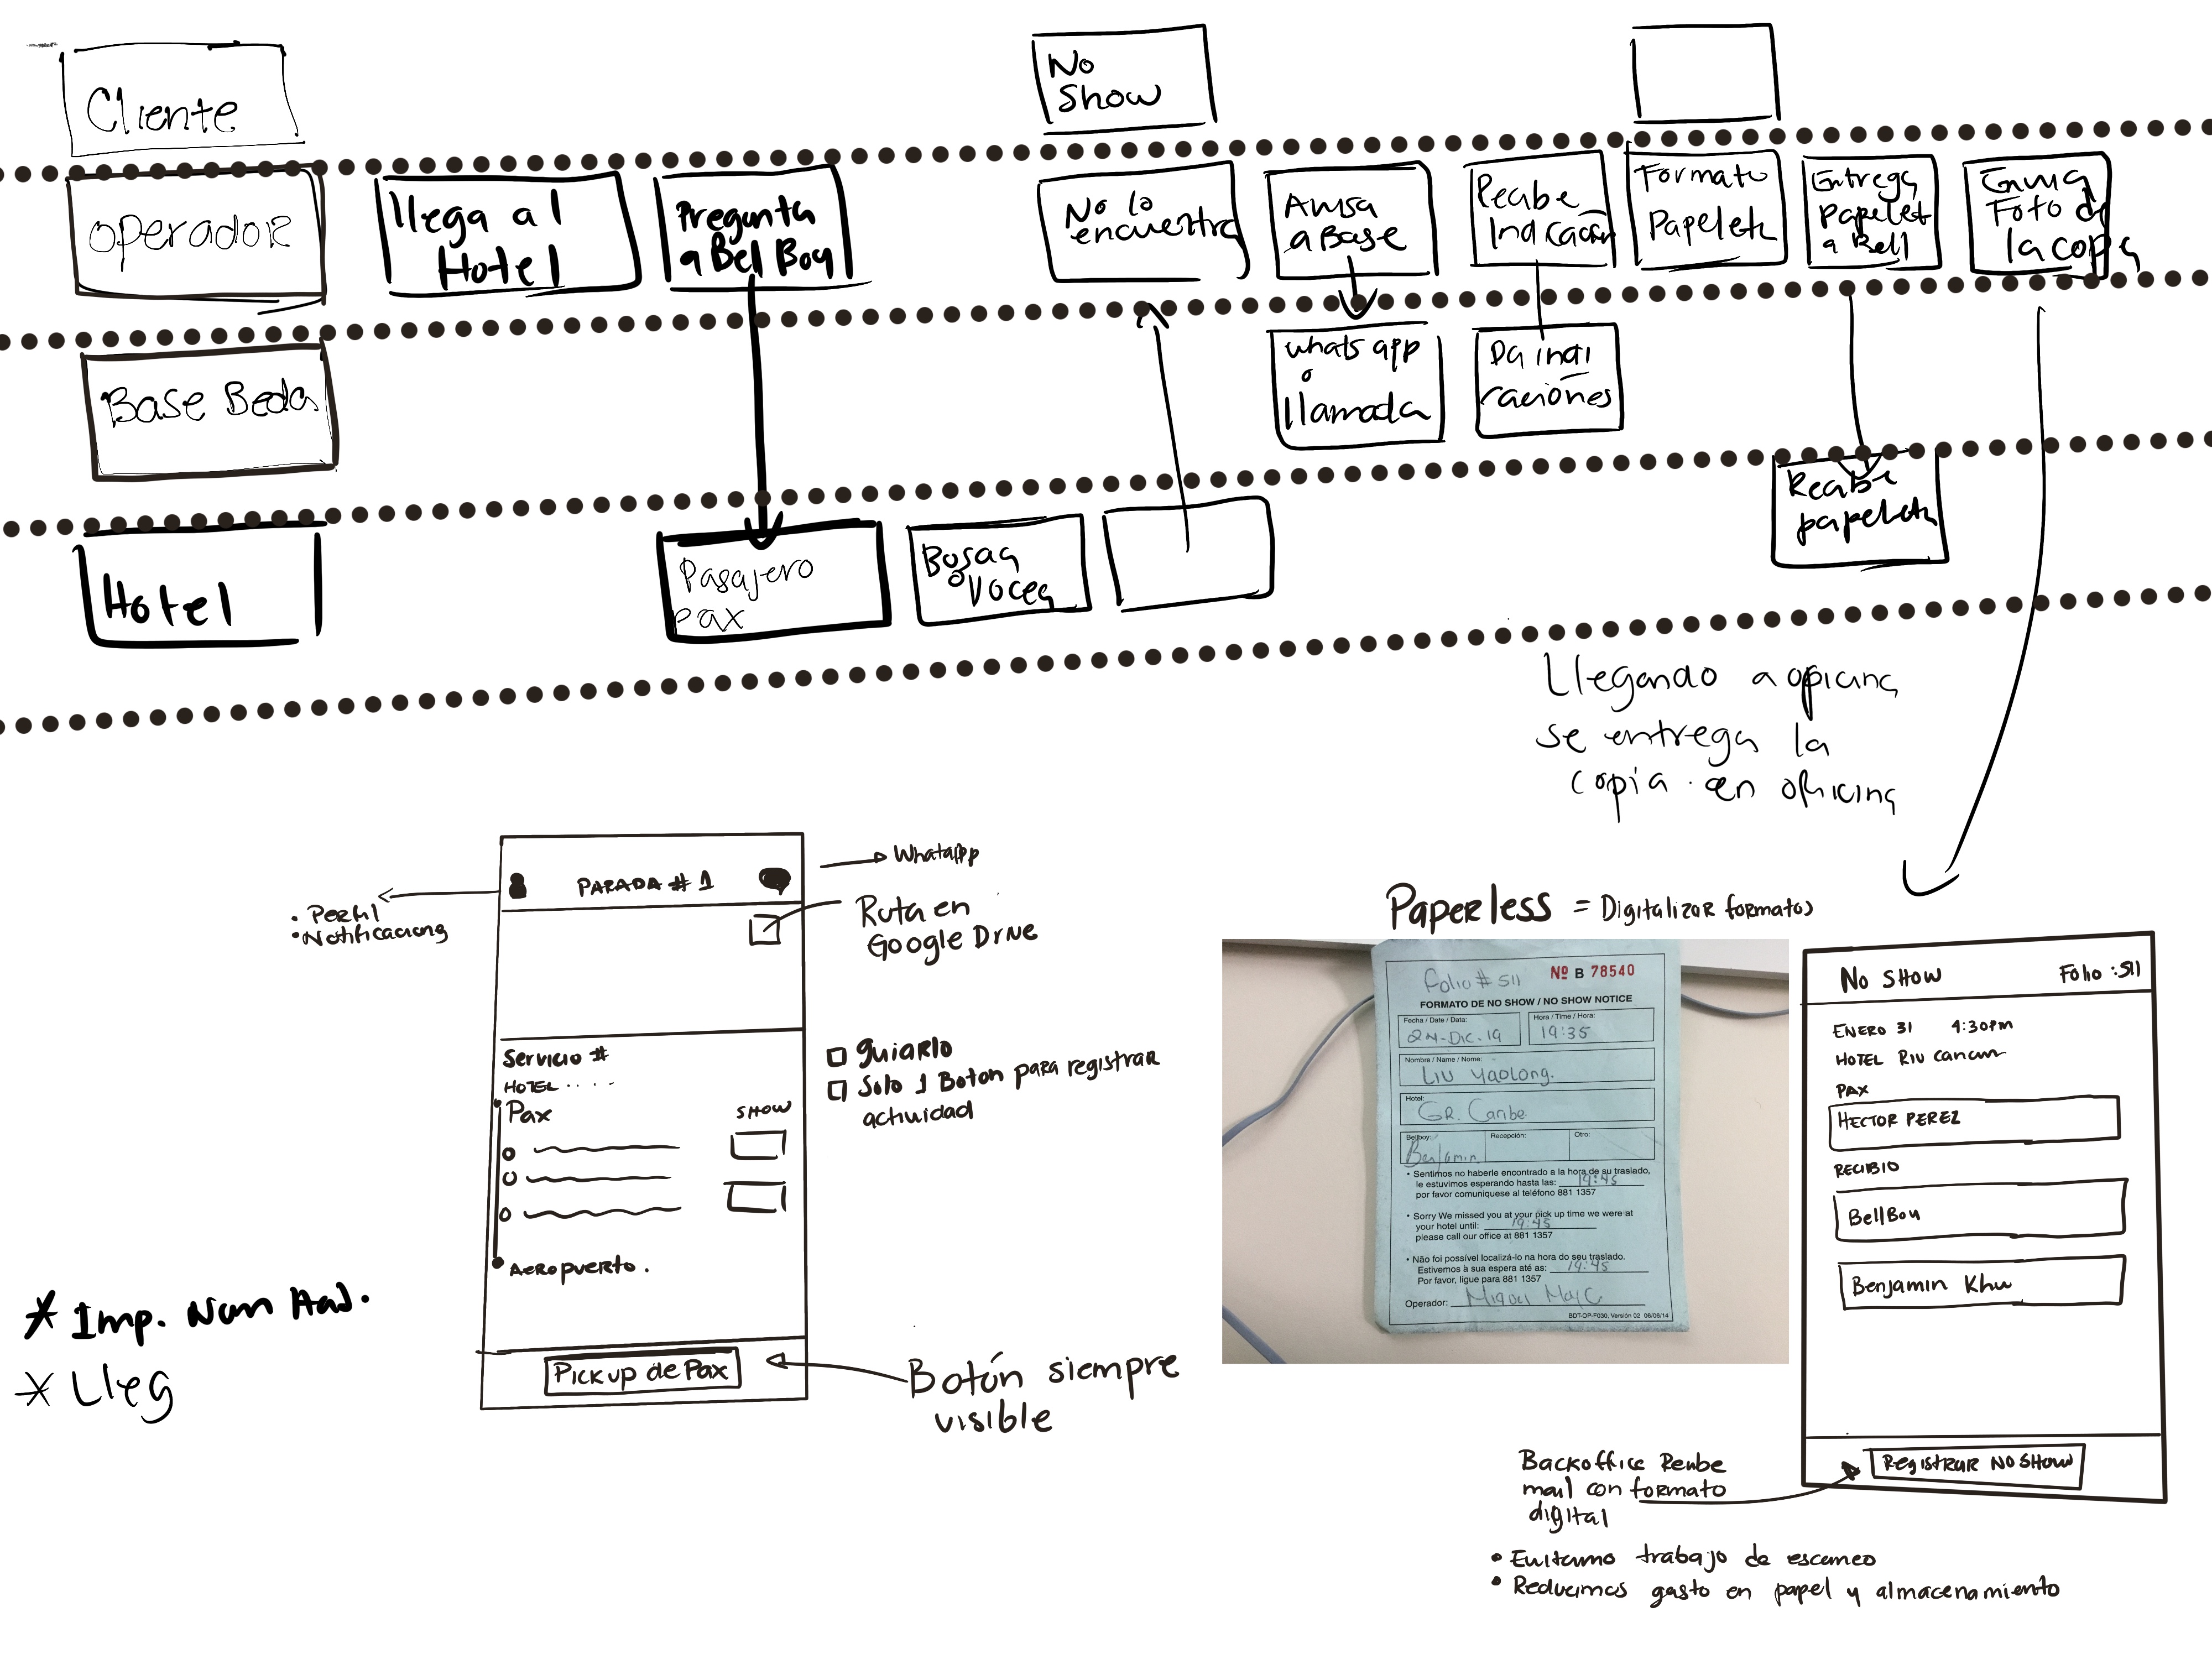 Cliente
No
Show
operador
llega al
Hotel
Pregunta
a Bel Boy
No lo
encuentra
Avisa
a Base
Recibe
Indicación
Formato
Papeleta
Entrega
Papelet
a Bell
Envia
Foto de
la copia
Base Beda
whats app
o
llamada
Da indi
caciones
Recibe
papeleta
Hotel
Pasajero
Pax
Bosaq
o Vocea
Llegando a oficina
se entrega la
copia en oficina
• Perfil
• Notificaciong
PARADA # 1
Whatapp
Ruta en
Google Drive
Servicio #
HOTEL ....
Pax
SHOW
AEROPUERTO.
Pickup de Pax
Guiarlo
Solo 1 Boton para registrar
actividad
Botón siempre
visible
* Imp. Num Hab.
* Lleg
Paperless = Digitalizar formatos
Folio # 511
Nº B 78540
FORMATO DE NO SHOW / NO SHOW NOTICE
Fecha / Date / Data:
24-Dic.19
Hora / Time / Hora:
19:35
Nombre / Name / Nome:
Liu Yaolong.
Hotel:
GR. Caribe
Bellboy:
Benjamin
Recepción:
Otro:
• Sentimos no haberle encontrado a la hora de su traslado,
le estuvimos esperando hasta las: 19:45
por favor comuniquese al teléfono 881 1357
• Sorry We missed you at your pick up time we were at
your hotel until: 19:45
please call our office at 881 1357
• Não foi possível localizá-lo na hora do seu traslado.
Estivemos à sua espera até as: 19:45
Por favor, ligue para 881 1357
Operador: Miguel May C.
BDT-OP-F030, Versión 02 06/06/14
No SHOW
Folio :511
ENERO 31 4:30pm
HOTEL Riu Cancun
PAX
HECTOR PEREZ
RECIBIO
BellBoy
Benjamin Khu
Registrar No SHOW
Backoffice Recibe
mail con formato
digital
• Evitamo trabajo de escaneo
• Reducimos gasto en papel y almacenamiento